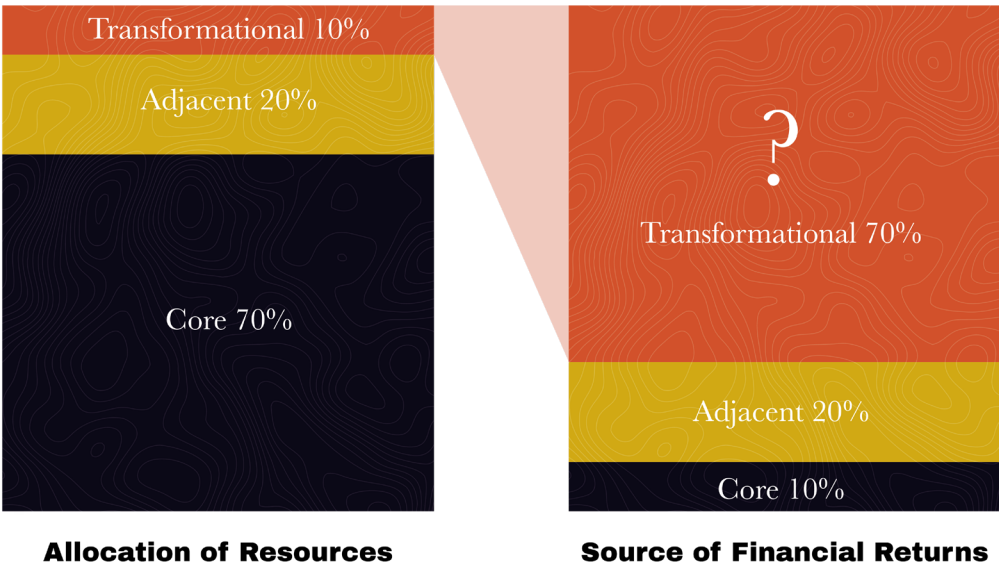 Transformational 10%
Adjacent 20%
Core 70%
Allocation of Resources
?
Transformational 70%
Adjacent 20%
Core 10%
Source of Financial Returns